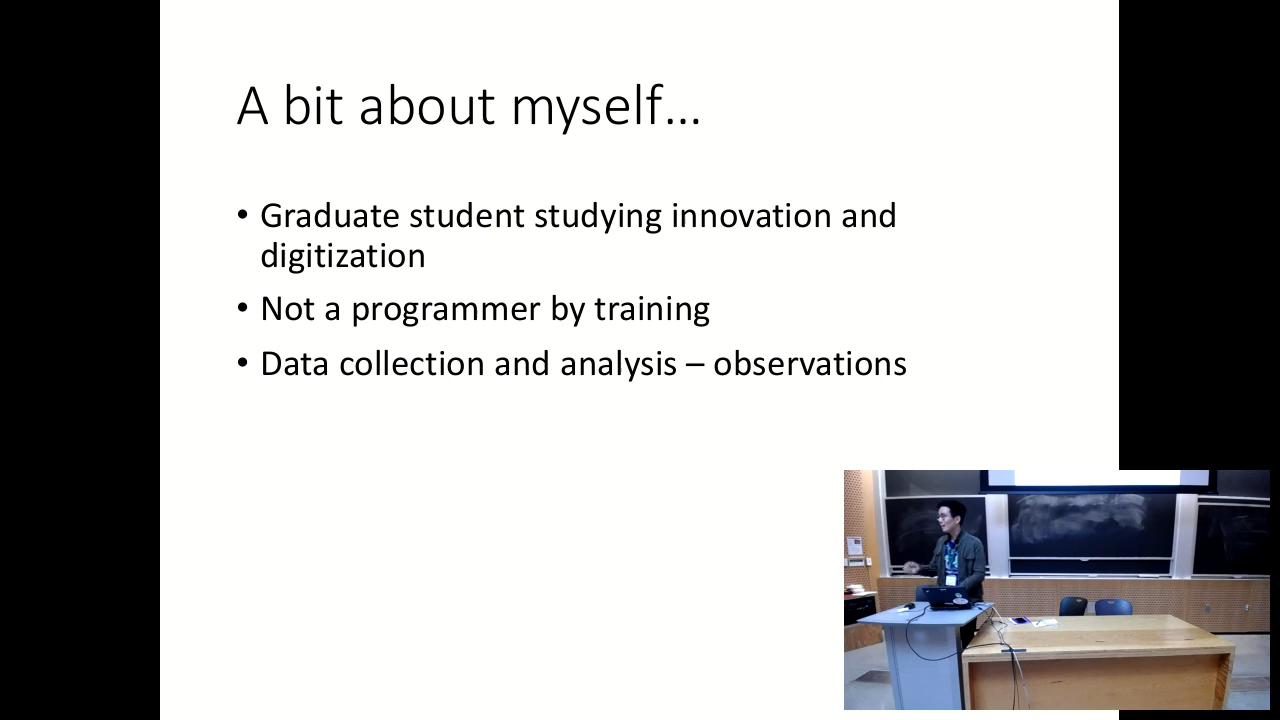 A bit about myself…
• Graduate student studying innovation and
digitization
• Not a programmer by training
• Data collection and analysis – observations